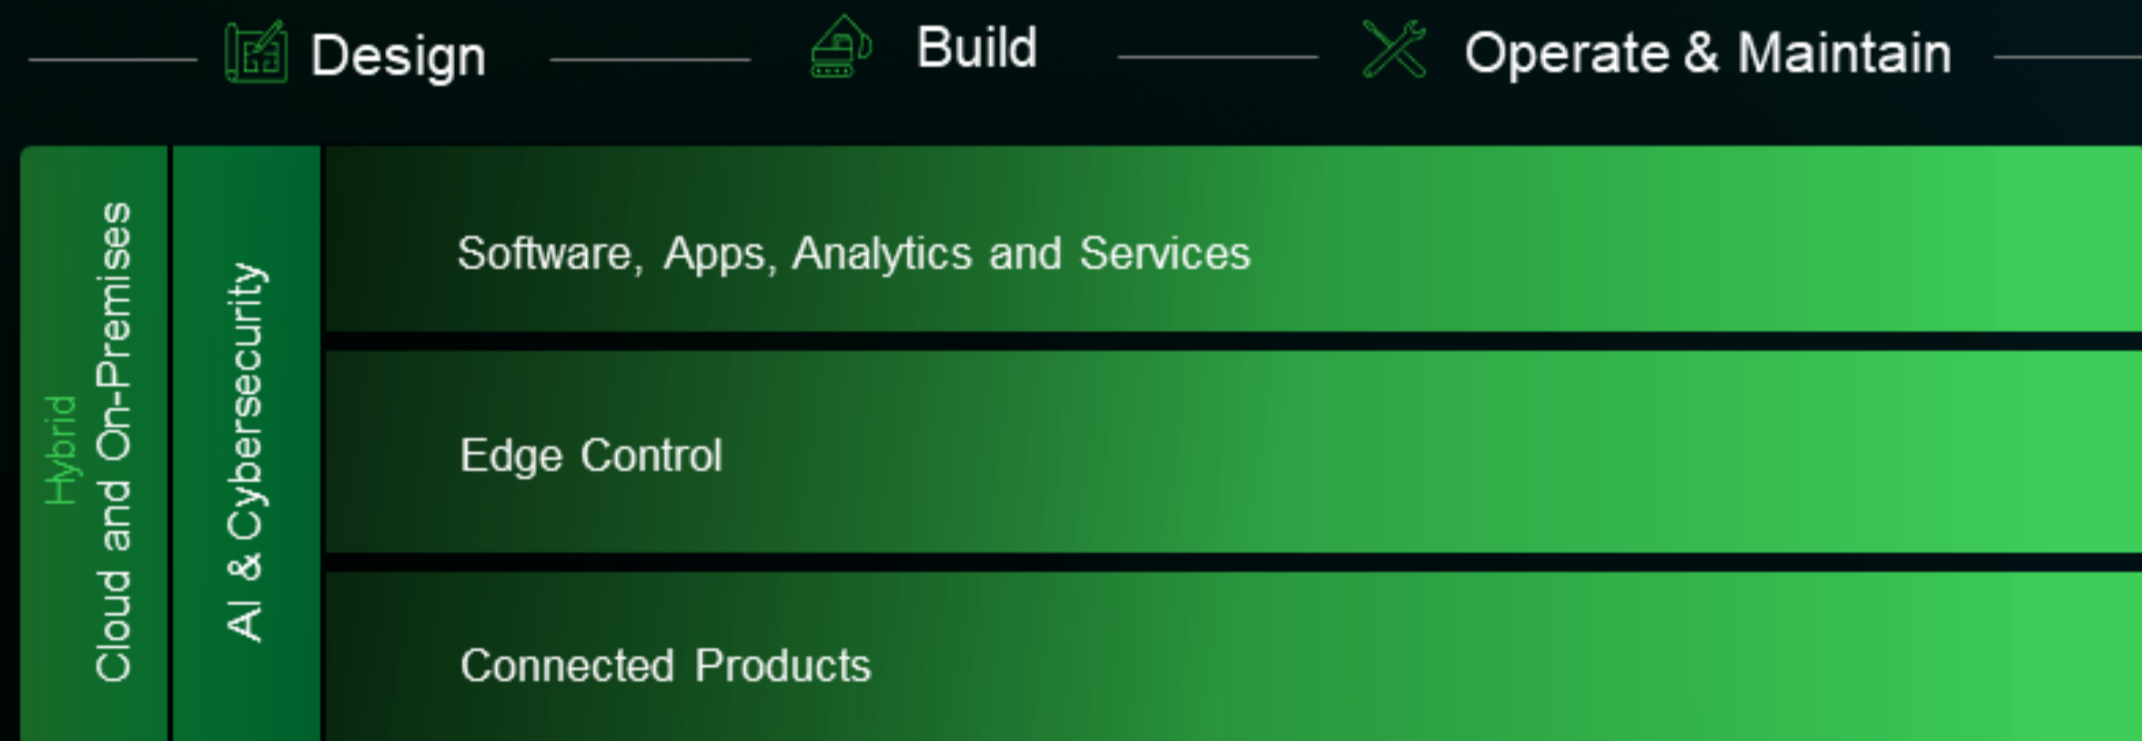 Design
Build
Operate & Maintain
Hybrid
Cloud and On-Premises
AI & Cybersecurity
Software, Apps, Analytics and Services
Edge Control
Connected Products